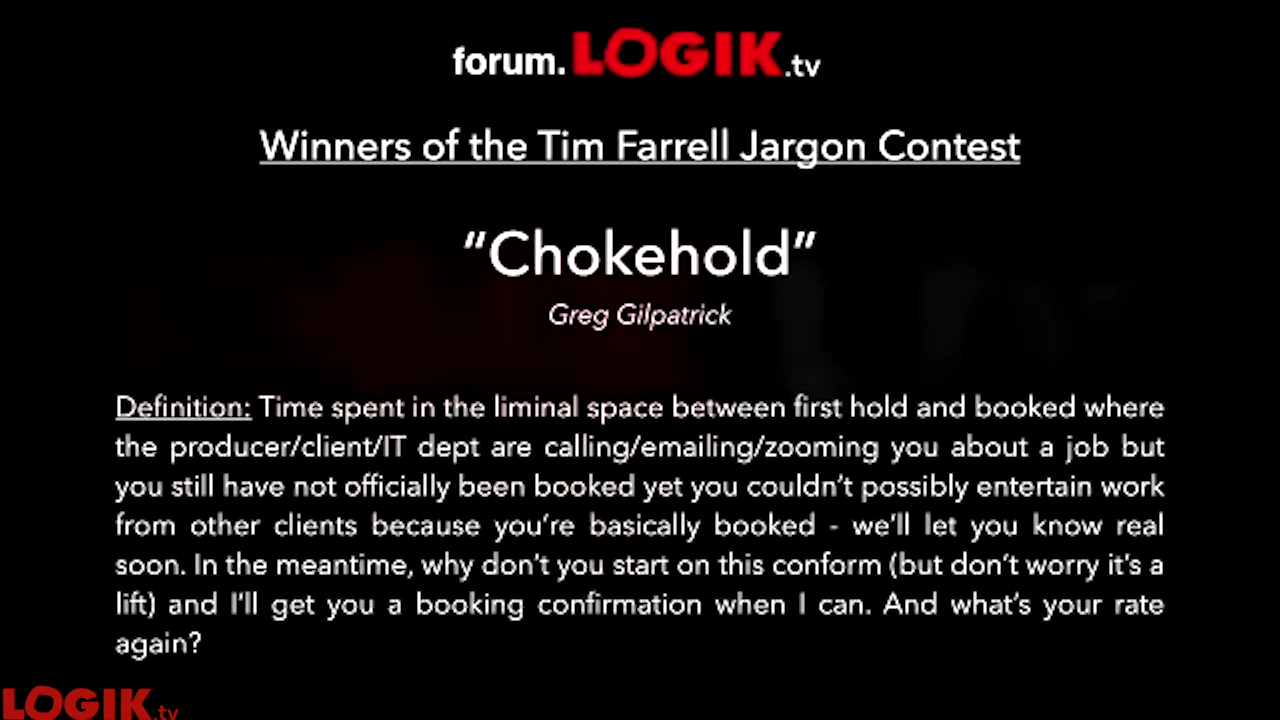 forum.LOGIK.tv
Winners of the Tim Farrell Jargon Contest
“Chokehold”
Greg Gilpatrick
Definition: Time spent in the liminal space between first hold and booked where
the producer/client/IT dept are calling/emailing/zooming you about a job but
you still have not officially been booked yet you couldn’t possibly entertain work
from other clients because you’re basically booked - we’ll let you know real
soon. In the meantime, why don’t you start on this conform (but don’t worry it’s a
lift) and I’ll get you a booking confirmation when I can. And what’s your rate
again?
LOGIK.tv